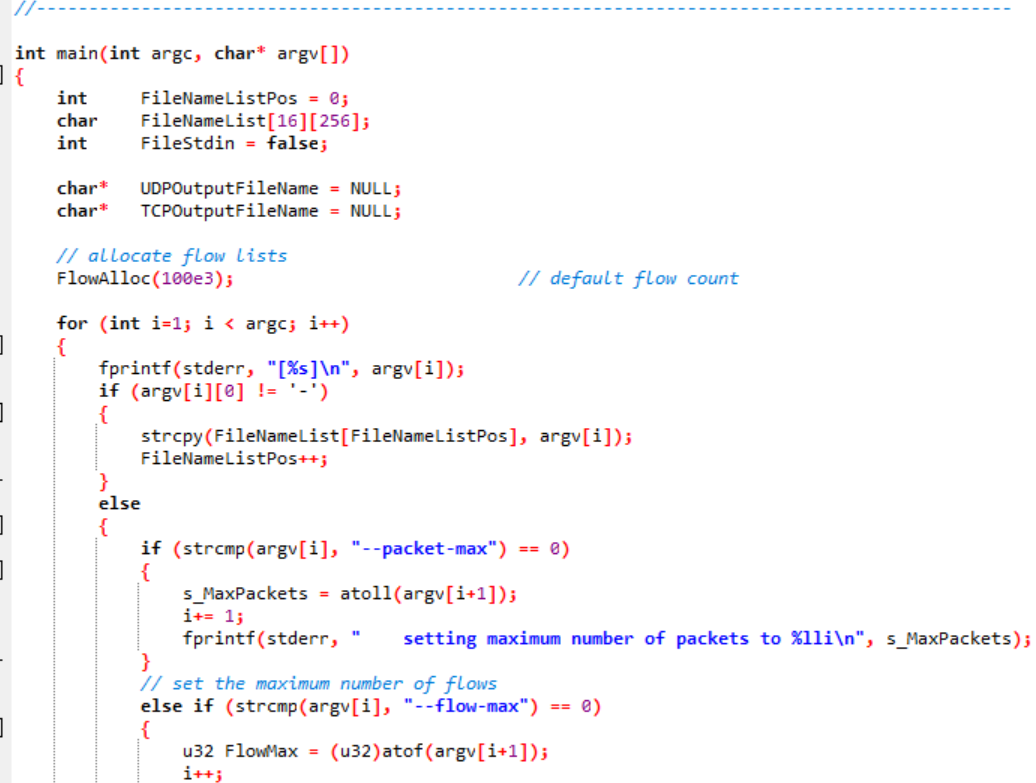 //---------------------------------------------------------------------------------------------
int main(int argc, char* argv[])
{
    int     FileNameListPos = 0;
    char    FileNameList[16][256];
    int     FileStdin = false;
    char*   UDPOutputFileName = NULL;
    char*   TCPOutputFileName = NULL;
    // allocate flow lists
    FlowAlloc(100e3);                           // default flow count
    for (int i=1; i < argc; i++)
    {
        fprintf(stderr, "[%s]\n", argv[i]);
        if (argv[i][0] != '-')
        {
            strcpy(FileNameList[FileNameListPos], argv[i]);
            FileNameListPos++;
        }
        else
        {
            if (strcmp(argv[i], "--packet-max") == 0)
            {
                s_MaxPackets = atoll(argv[i+1]);
                i+= 1;
                fprintf(stderr, "    setting maximum number of packets to %lli\n", s_MaxPackets);
            }
            // set the maximum number of flows
            else if (strcmp(argv[i], "--flow-max") == 0)
            {
                u32 FlowMax = (u32)atof(argv[i+1]);
                i++;